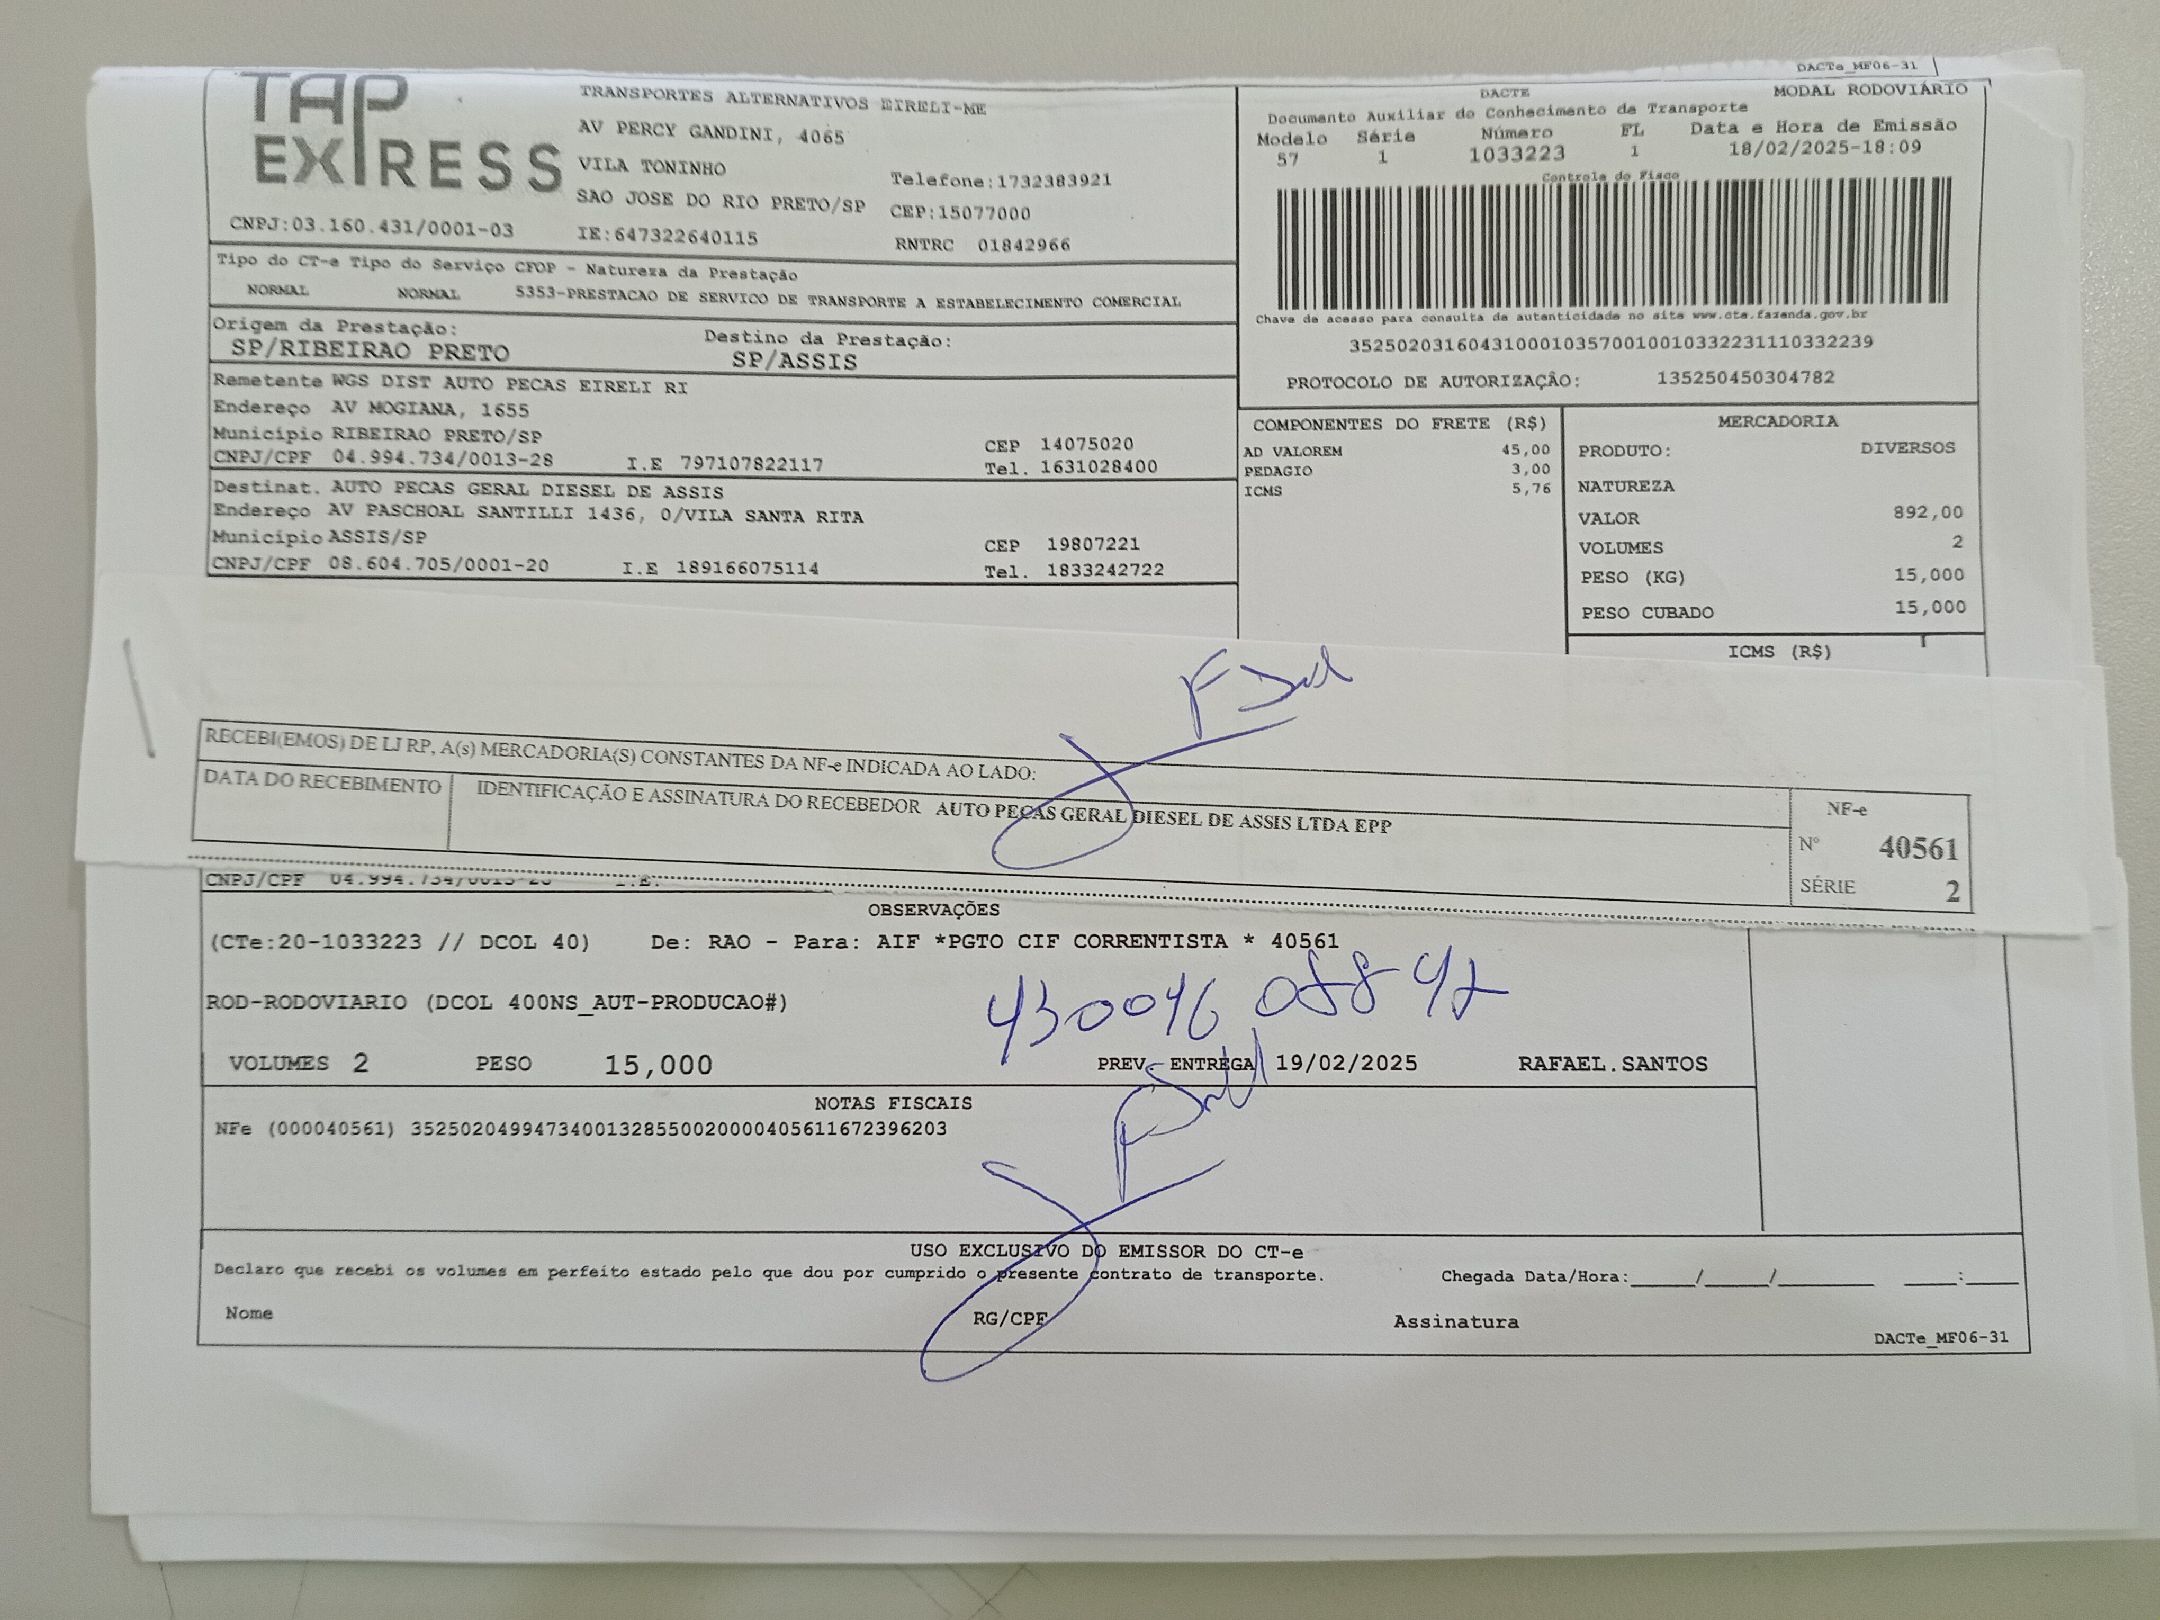 DACTe_MF06-31
TAP
EXPRESS
TRANSPORTES ALTERNATIVOS EIRELI-ME
AV PERCY GANDINI, 4065
VILA TONINHO
Telefone:1732383921
SAO JOSE DO RIO PRETO/SP CEP:15077000
CNPJ:03.160.431/0001-03 IE:647322640115 RNTRC 01842966
DACTE MODAL RODOVIÁRIO
Documento Auxiliar do Conhecimento de Transporte
Modelo Série Número FL Data e Hora de Emissão
57 1 1033223 1 18/02/2025-18:09
Controle do Fisco
Chave de acesso para consulta de autenticidade no site www.cte.fazenda.gov.br
35250203160431000103570010010332231110332239
PROTOCOLO DE AUTORIZAÇÃO: 135250450304782
Tipo do CT-e Tipo do Serviço CFOP - Natureza da Prestação
NORMAL NORMAL 5353-PRESTACAO DE SERVICO DE TRANSPORTE A ESTABELECIMENTO COMERCIAL
Origem da Prestação: Destino da Prestação:
SP/RIBEIRAO PRETO SP/ASSIS
Remetente WGS DIST AUTO PECAS EIRELI RI
Endereço AV MOGIANA, 1655
Município RIBEIRAO PRETO/SP CEP 14075020
CNPJ/CPF 04.994.734/0013-28 I.E 797107822117 Tel. 1631028400
Destinat. AUTO PECAS GERAL DIESEL DE ASSIS
Endereço AV PASCHOAL SANTILLI 1436, 0/VILA SANTA RITA
Município ASSIS/SP CEP 19807221
CNPJ/CPF 08.604.705/0001-20 I.E 189166075114 Tel. 1833242722
COMPONENTES DO FRETE (R$)
AD VALOREM 45,00
PEDAGIO 3,00
ICMS 5,76
MERCADORIA
PRODUTO: DIVERSOS
NATUREZA
VALOR 892,00
VOLUMES 2
PESO (KG) 15,000
PESO CUBADO 15,000
ICMS (R$)
RECEBI(EMOS) DE LJ RP, A(s) MERCADORIA(S) CONSTANTES DA NF-e INDICADA AO LADO:
DATA DO RECEBIMENTO IDENTIFICAÇÃO E ASSINATURA DO RECEBEDOR AUTO PEÇAS GERAL DIESEL DE ASSIS LTDA EPP
NF-e
Nº 40561
SÉRIE 2
CNPJ/CPF 04.994.734/0013-28 I.E.
OBSERVAÇÕES
(CTe:20-1033223 // DCOL 40) De: RAO - Para: AIF *PGTO CIF CORRENTISTA * 40561
ROD-RODOVIARIO (DCOL 400NS_AUT-PRODUCAO#)
VOLUMES 2 PESO 15,000 PREV- ENTREGA 19/02/2025 RAFAEL.SANTOS
NOTAS FISCAIS
NFe (000040561) 35250204994734001328550020000405611672396203
USO EXCLUSIVO DO EMISSOR DO CT-e
Declaro que recebi os volumes em perfeito estado pelo que dou por cumprido o presente contrato de transporte. Chegada Data/Hora:_____/_____/________ ____:____
Nome RG/CPF Assinatura
DACTe_MF06-31